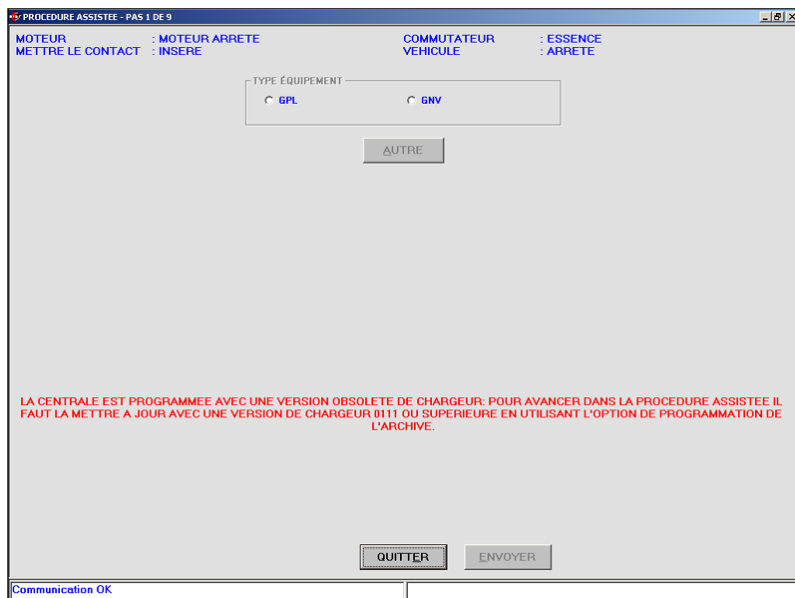 PROCEDURE ASSISTEE - PAS 1 DE 9
MOTEUR : MOTEUR ARRETE COMMUTATEUR : ESSENCE
METTRE LE CONTACT : INSERE VEHICULE : ARRETE
TYPE ÉQUIPEMENT
GPL GNV
AUTRE
LA CENTRALE EST PROGRAMMEE AVEC UNE VERSION OBSOLETE DE CHARGEUR: POUR AVANCER DANS LA PROCEDURE ASSISTEE IL
FAUT LA METTRE A JOUR AVEC UNE VERSION DE CHARGEUR 0111 OU SUPERIEURE EN UTILISANT L'OPTION DE PROGRAMMATION DE
L'ARCHIVE.
QUITTER ENVOYER
Communication OK